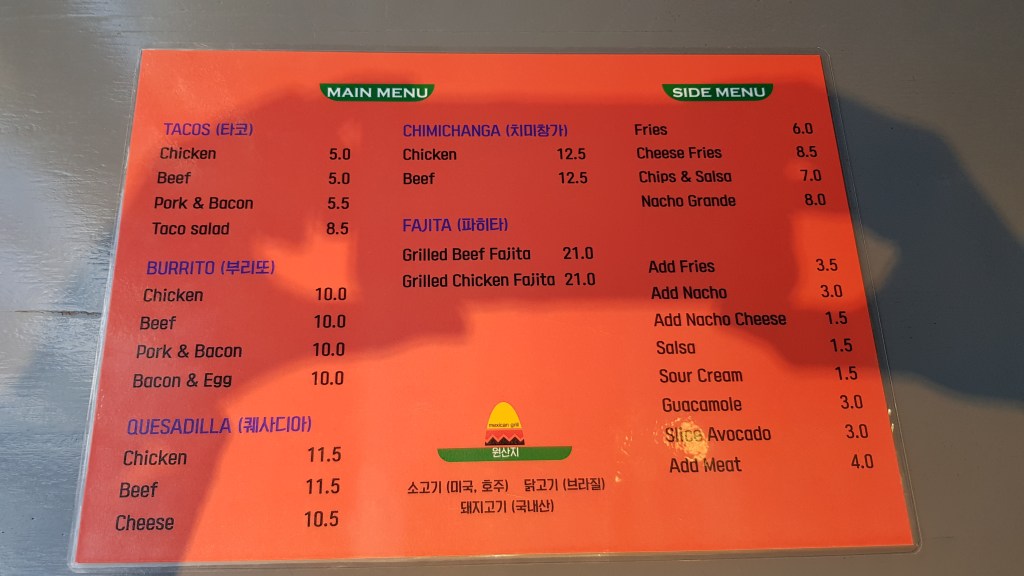 MAIN MENU
TACOS (타코)
Chicken 5.0
Beef 5.0
Pork & Bacon 5.5
Taco salad 8.5
BURRITO (부리또)
Chicken 10.0
Beef 10.0
Pork & Bacon 10.0
Bacon & Egg 10.0
QUESADILLA (퀘사디아)
Chicken 11.5
Beef 11.5
Cheese 10.5
CHIMICHANGA (치미창가)
Chicken 12.5
Beef 12.5
FAJITA (파히타)
Grilled Beef Fajita 21.0
Grilled Chicken Fajita 21.0
mexican grill
원산지
소고기 (미국, 호주) 닭고기 (브라질)
돼지고기 (국내산)
SIDE MENU
Fries 6.0
Cheese Fries 8.5
Chips & Salsa 7.0
Nacho Grande 8.0
Add Fries 3.5
Add Nacho 3.0
Add Nacho Cheese 1.5
Salsa 1.5
Sour Cream 1.5
Guacamole 3.0
Slice Avocado 3.0
Add Meat 4.0